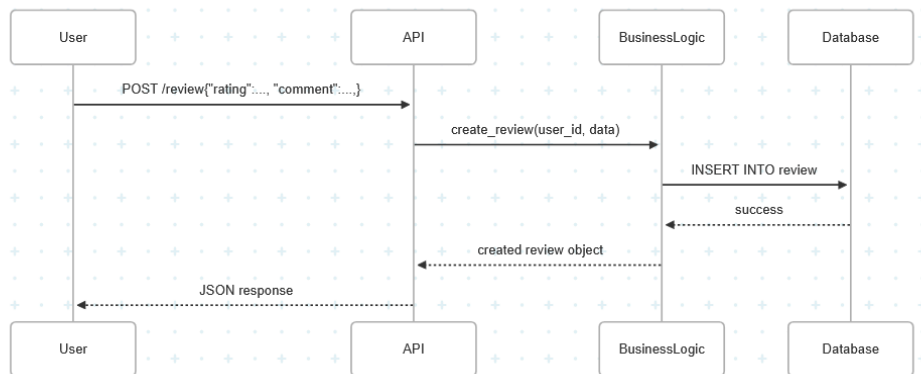 User API BusinessLogic Database
POST /review{"rating":..., "comment":...,}
create_review(user_id, data)
INSERT INTO review
success
created review object
JSON response
User API BusinessLogic Database